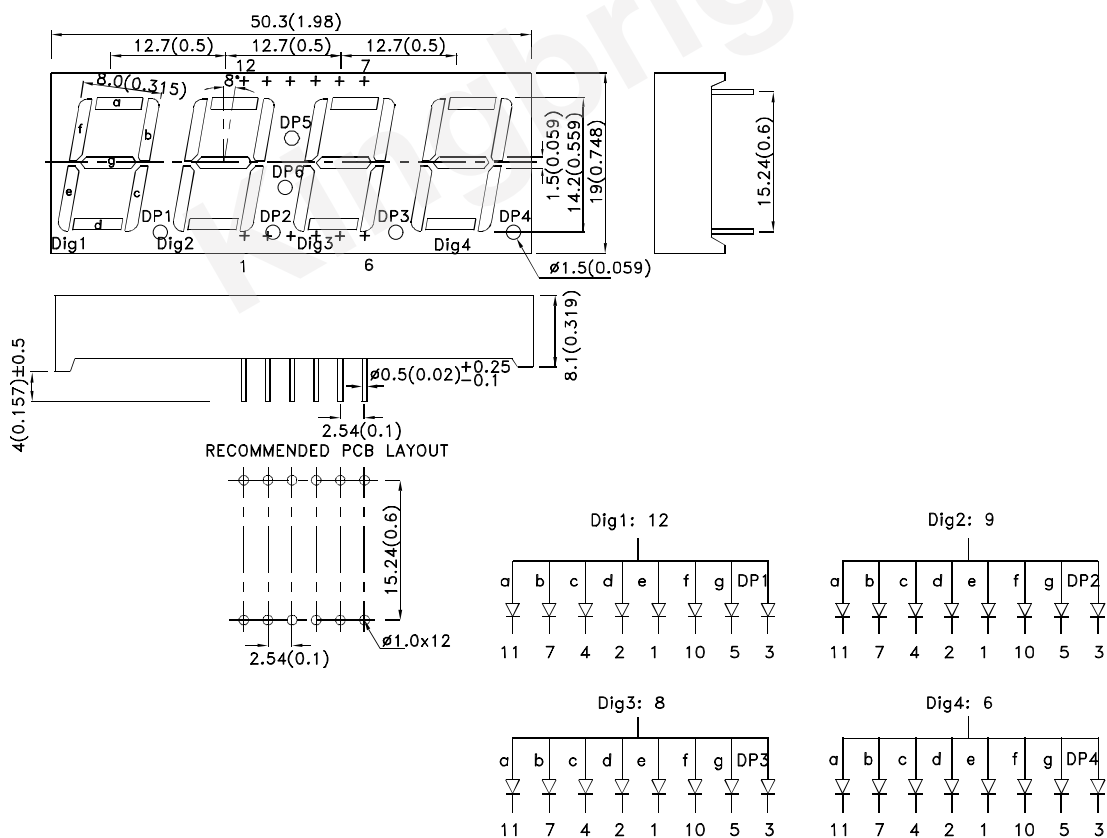 50.3(1.98)
12.7(0.5) 12.7(0.5) 12.7(0.5)
12 7
8.0(0.315) 8°
a
f b
g
e c
d
DP5
DP6
DP1 DP2 DP3 DP4
Dig1 Dig2 Dig3 Dig4
1 6
ø1.5(0.059)
1.5(0.059)
14.2(0.559)
19(0.748)
15.24(0.6)
Kingbrig
4(0.157)±0.5
8.1(0.319)
ø0.5(0.02)+0.25
-0.1
2.54(0.1)
RECOMMENDED PCB LAYOUT
15.24(0.6)
ø1.0x12
2.54(0.1)
Dig1: 12
a b c d e f g DP1
11 7 4 2 1 10 5 3
Dig2: 9
a b c d e f g DP2
11 7 4 2 1 10 5 3
Dig3: 8
a b c d e f g DP3
11 7 4 2 1 10 5 3
Dig4: 6
a b c d e f g DP4
11 7 4 2 1 10 5 3